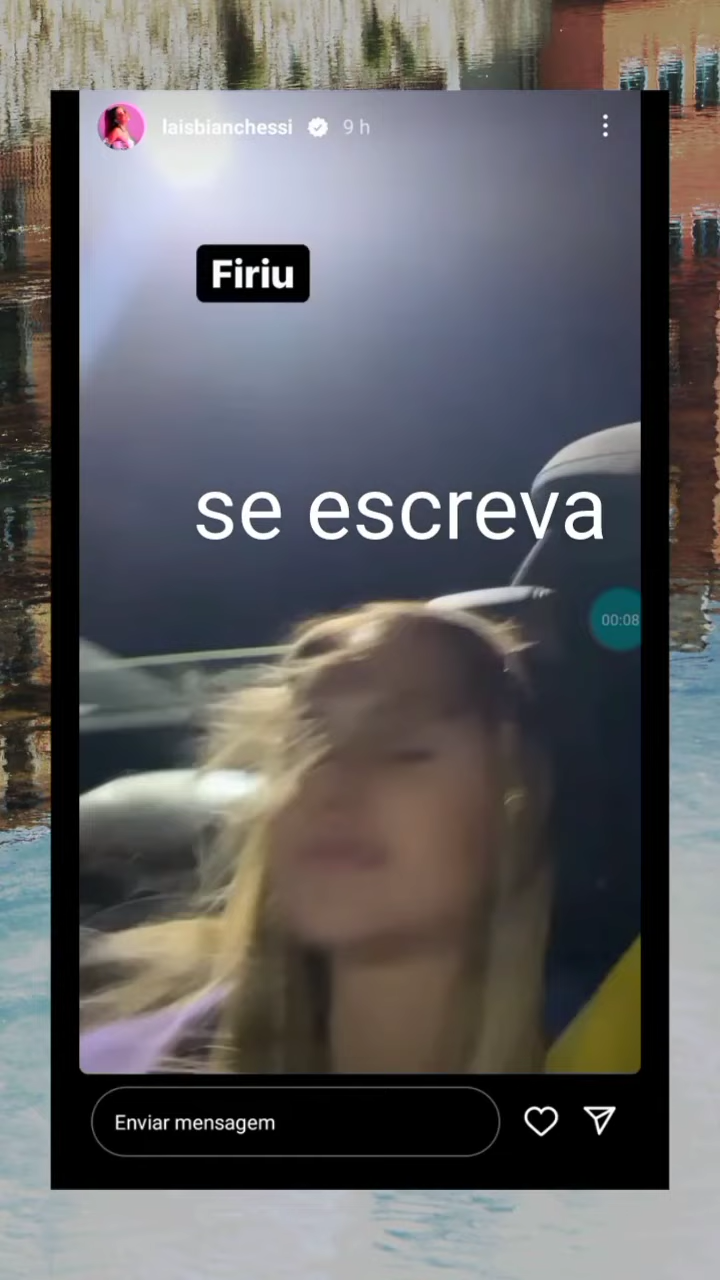 laisbianchessi 9 h
Firiu
se escreva
00:08
Enviar mensagem